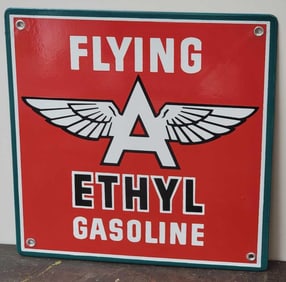 FLYING
A
ETHYL
GASOLINE